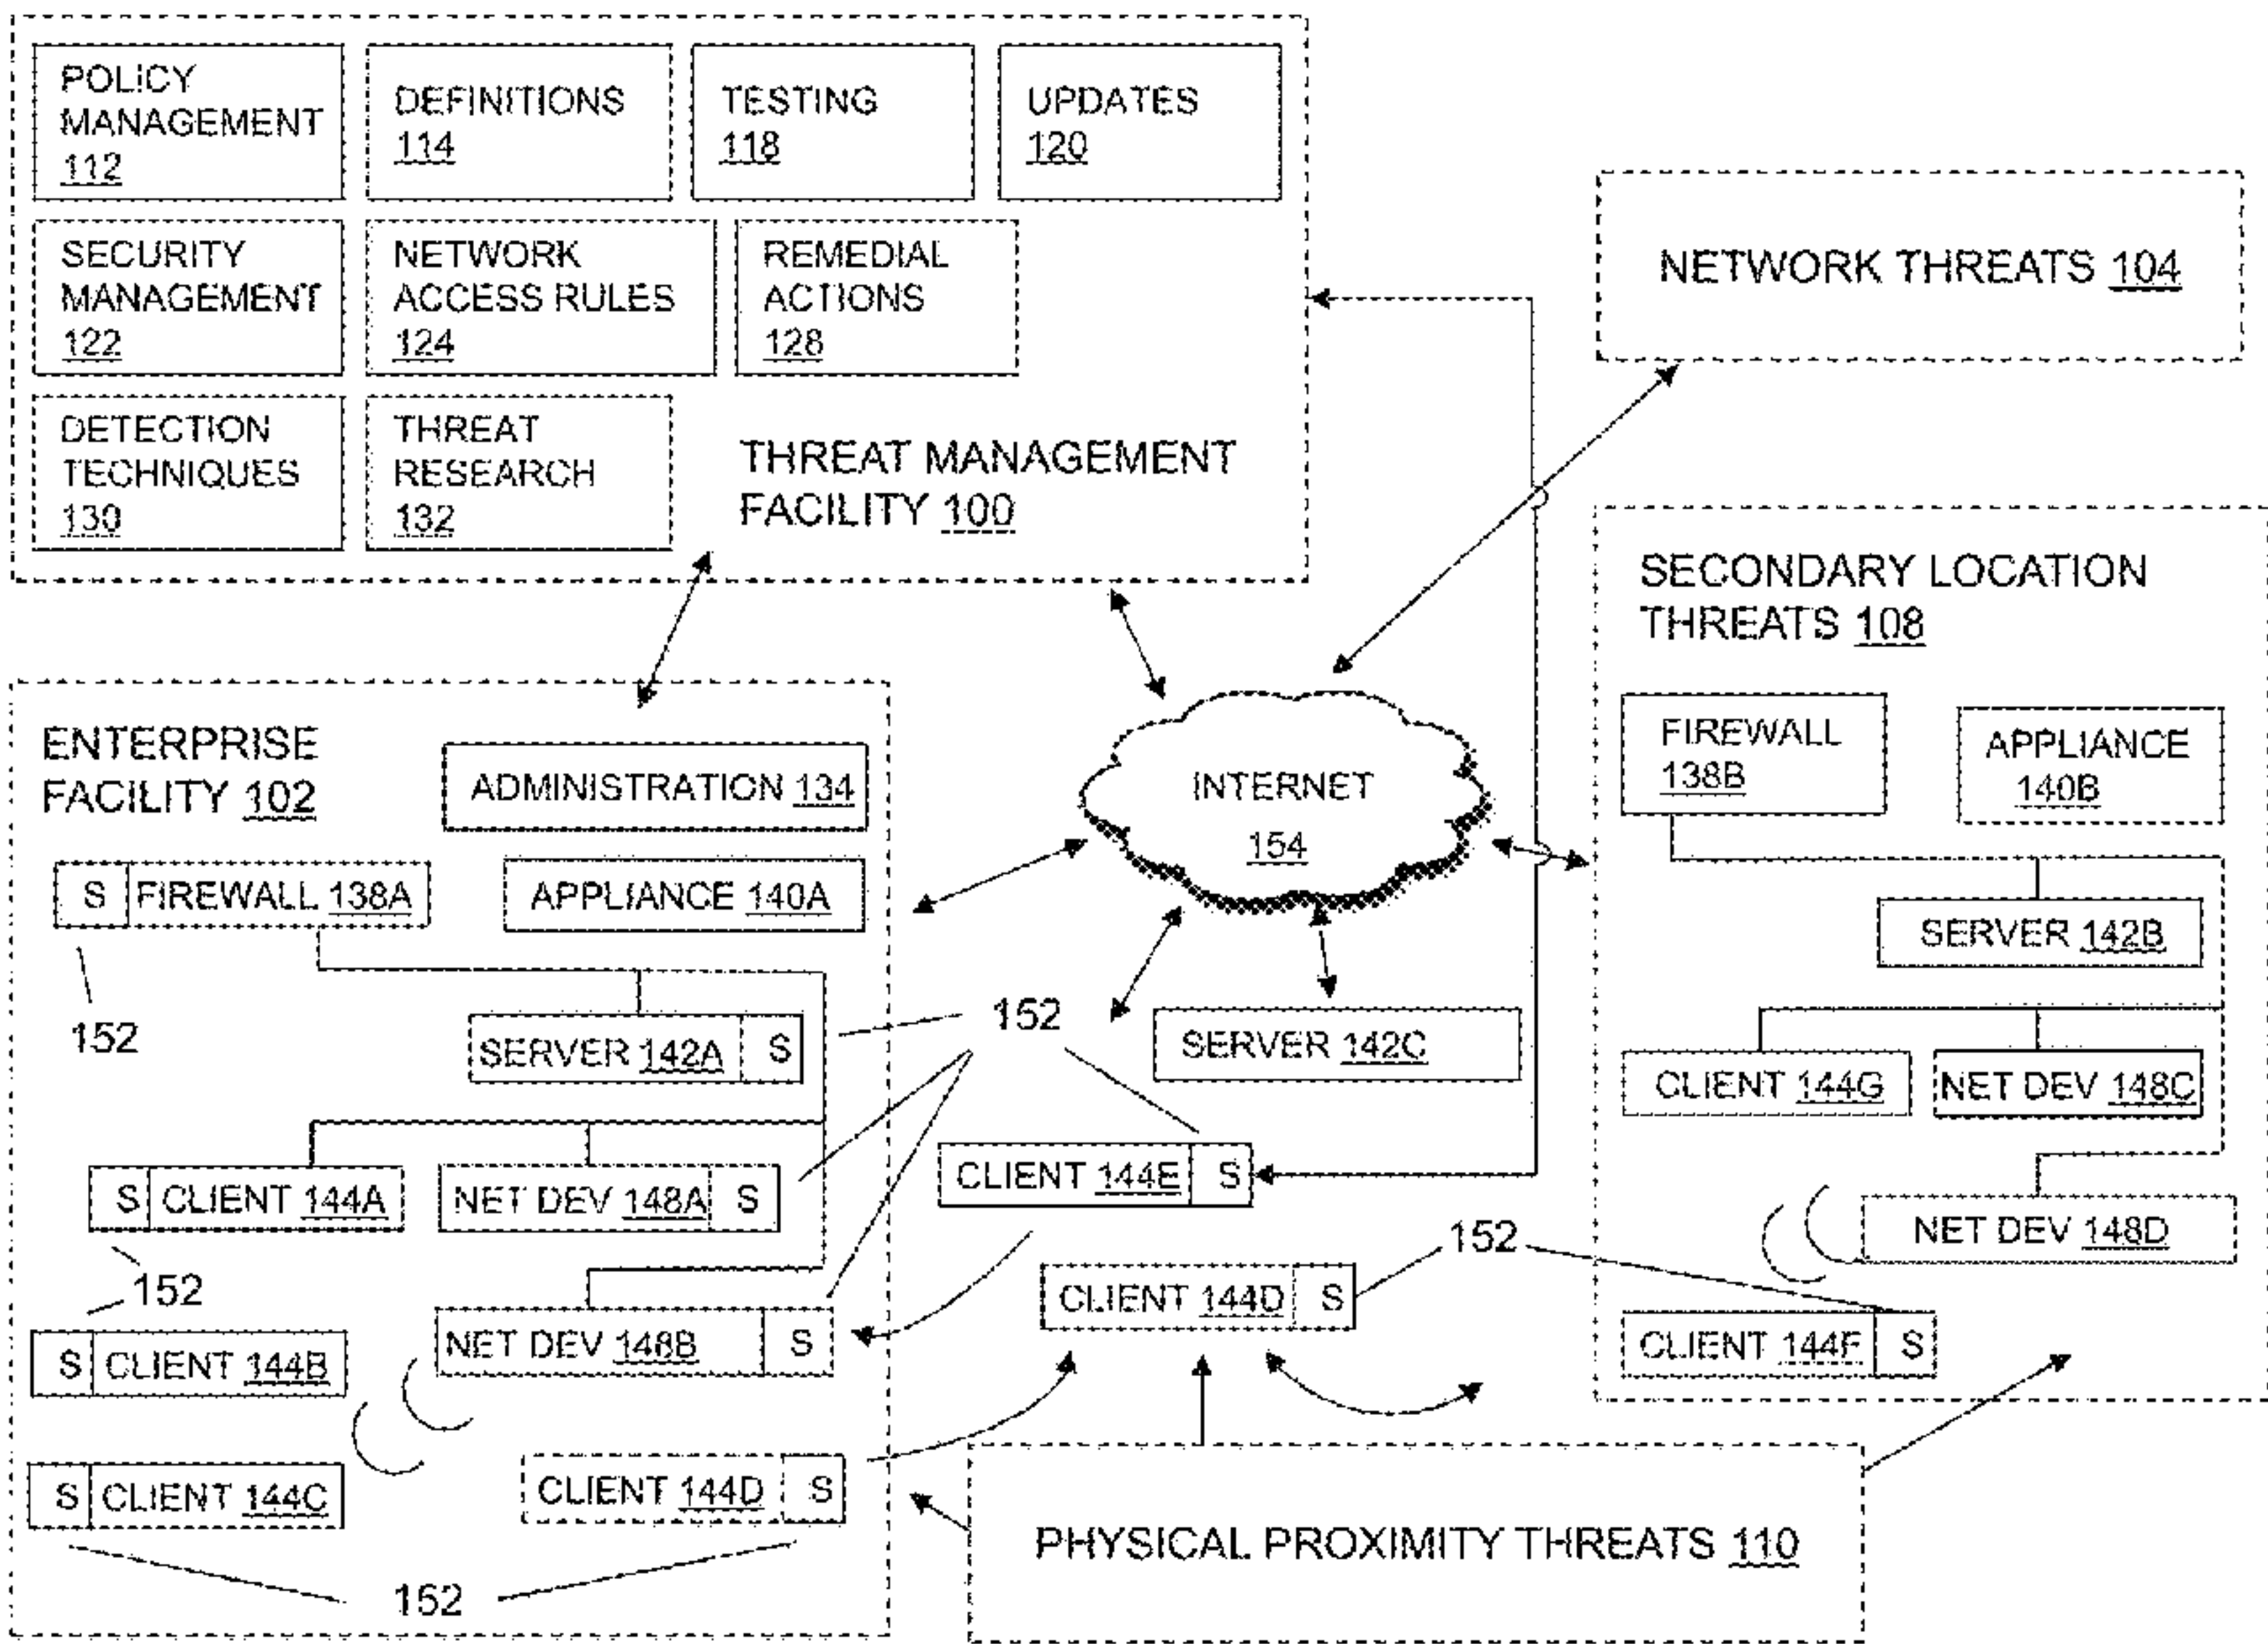 POLICY
MANAGEMENT
112
DEFINITIONS
114
TESTING
118
UPDATES
120
SECURITY
MANAGEMENT
122
NETWORK
ACCESS RULES
124
REMEDIAL
ACTIONS
128
DETECTION
TECHNIQUES
130
THREAT
RESEARCH
132
THREAT MANAGEMENT
FACILITY 100
NETWORK THREATS 104
SECONDARY LOCATION
THREATS 108
FIREWALL
138B
APPLIANCE
140B
SERVER 142B
CLIENT 144G
NET DEV 148C
NET DEV 148D
CLIENT 144F S
INTERNET
154
SERVER 142C
152
CLIENT 144E S
152
CLIENT 144D S
ENTERPRISE
FACILITY 102
ADMINISTRATION 134
S FIREWALL 138A
APPLIANCE 140A
152
SERVER 142A S
S CLIENT 144A
NET DEV 148A S
152
S CLIENT 144B
NET DEV 148B S
S CLIENT 144C
CLIENT 144D S
152
PHYSICAL PROXIMITY THREATS 110